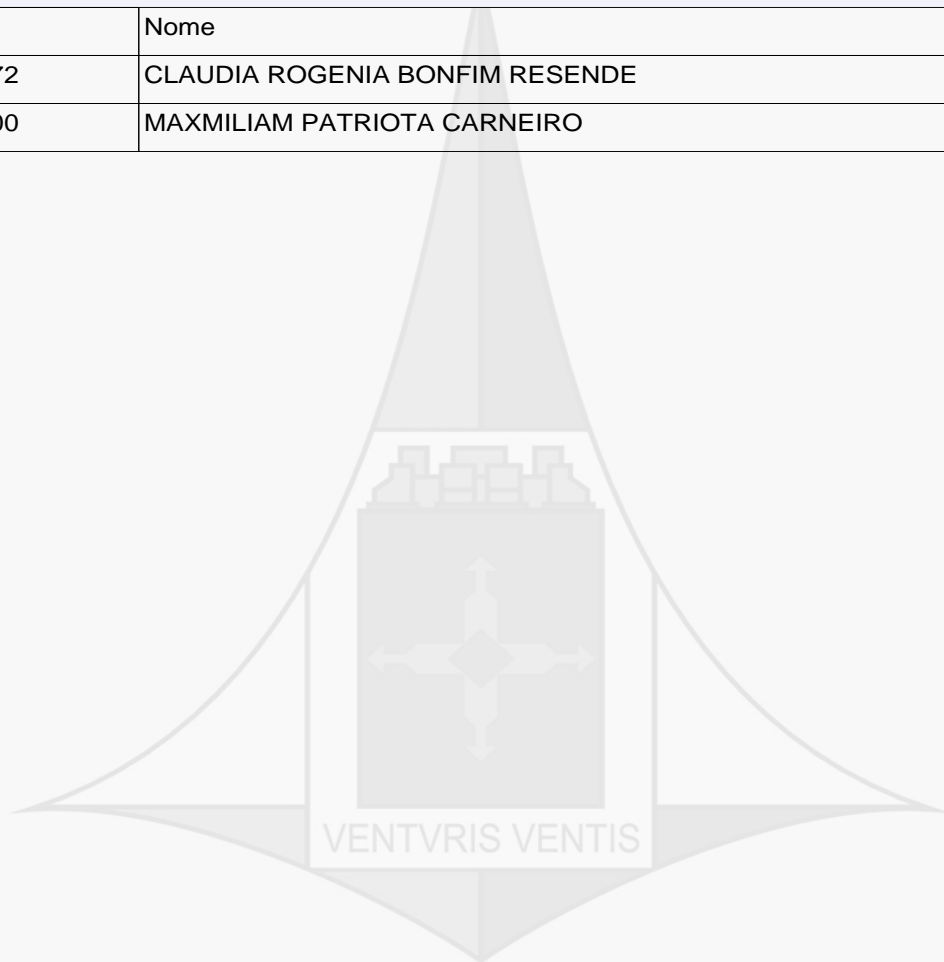 Nome
72 CLAUDIA ROGENIA BONFIM RESENDE
00 MAXMILIAM PATRIOTA CARNEIRO
VENTVRIS VENTIS